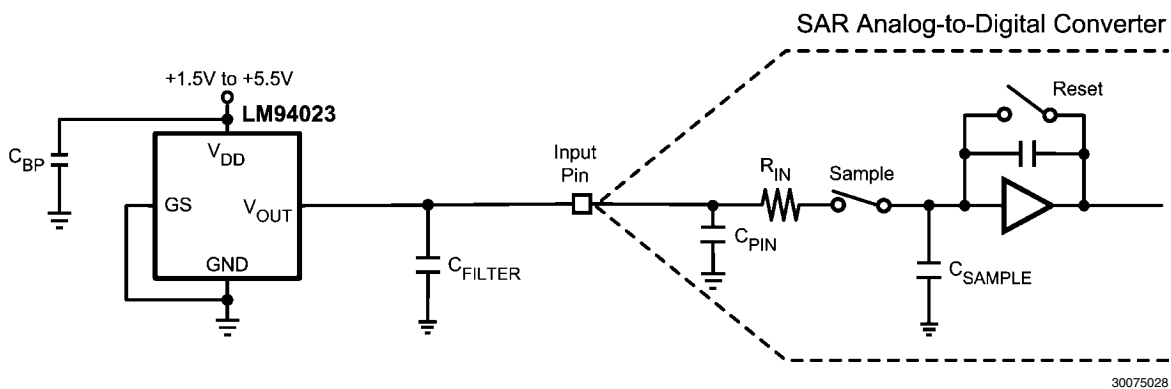 SAR Analog-to-Digital Converter
+1.5V to +5.5V
LM94023
Reset
CBP
VDD
Input
Pin
RIN
Sample
GS
VOUT
CPIN
GND
CFILTER
CSAMPLE
30075028